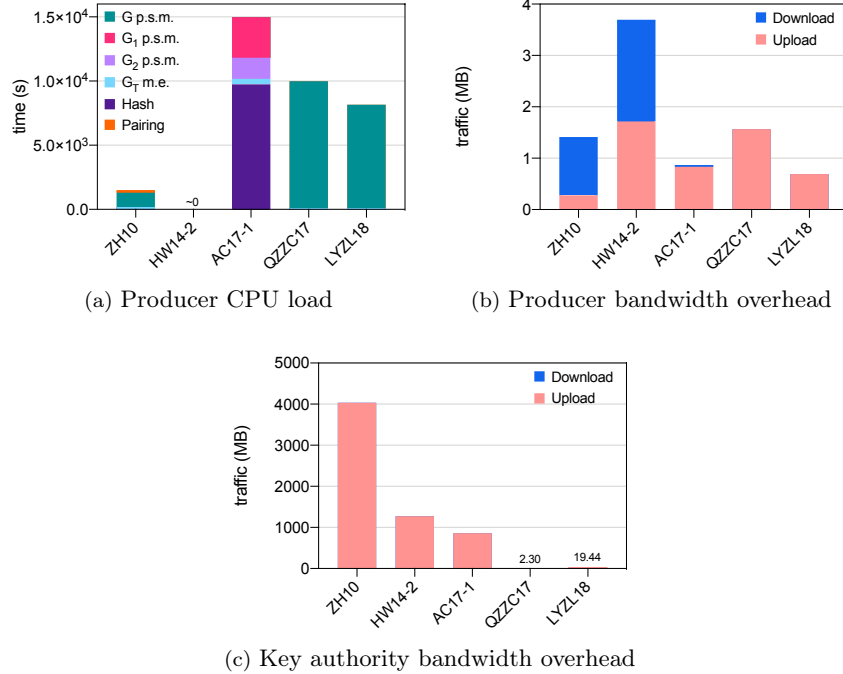 1.5×10⁴
1.0×10⁴
5.0×10³
0.0
time (s)
G p.s.m.
G₁ p.s.m.
G₂ p.s.m.
G_T m.e.
Hash
Pairing
~0
ZH10
HW14-2
AC17-1
QZZC17
LYZL18
(a) Producer CPU load
4
3
2
1
0
traffic (MB)
Download
Upload
ZH10
HW14-2
AC17-1
QZZC17
LYZL18
(b) Producer bandwidth overhead
5000
4000
3000
2000
1000
0
traffic (MB)
Download
Upload
2.30
19.44
ZH10
HW14-2
AC17-1
QZZC17
LYZL18
(c) Key authority bandwidth overhead